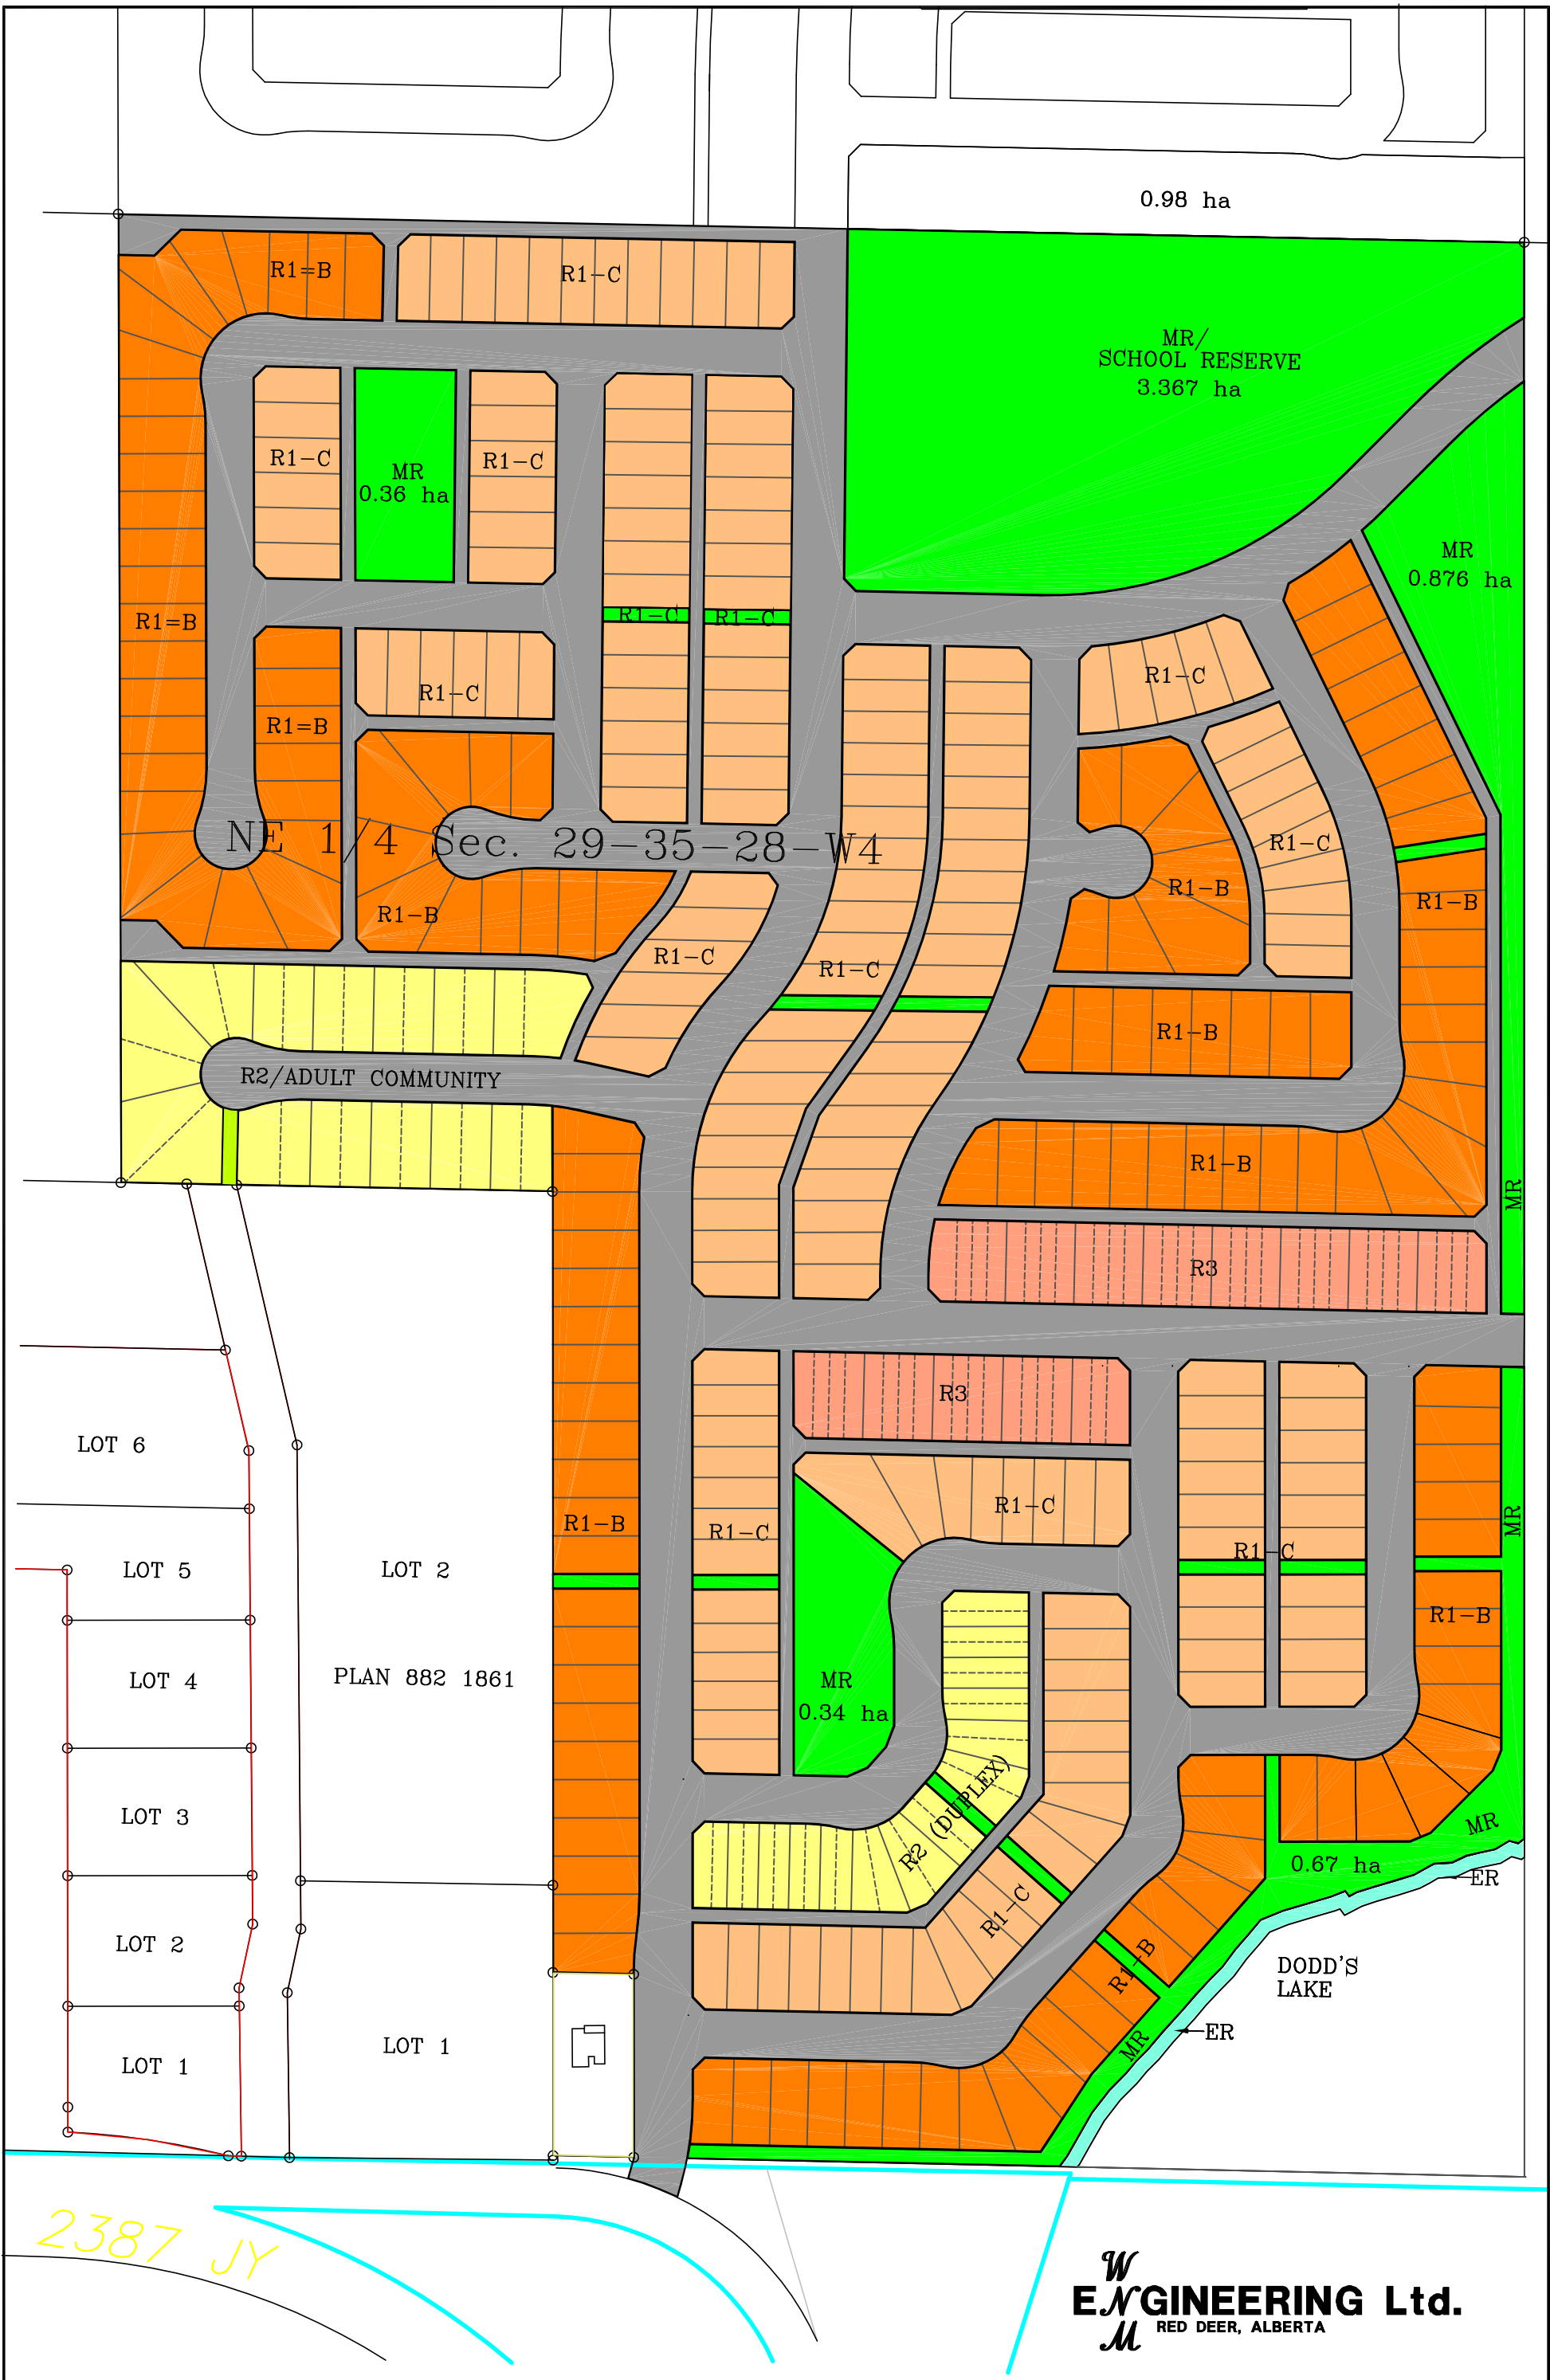 0.98 ha
R1=B
R1-C
MR/
SCHOOL RESERVE
3.367 ha
R1-C
MR
0.36 ha
R1-C
MR
0.876 ha
R1=B
R1-C
R1-C
R1-C
R1-C
R1=B
NE 1/4 Sec. 29-35-28-W4
R1-C
R1-B
R1-B
R1-B
R1-C
R1-C
R1-B
R2/ADULT COMMUNITY
R1-B
MR
R3
R3
LOT 6
R1-C
R1-B
R1-C
MR
R1-C
LOT 5
LOT 2
R1-B
LOT 4
PLAN 882 1861
MR
0.34 ha
LOT 3
R2 (DUPLEX)
MR
0.67 ha
ER
R1-C
LOT 2
R1-B
DODD'S
LAKE
ER
MR
LOT 1
LOT 1
2387 JY
W
ENGINEERING Ltd.
M
RED DEER, ALBERTA